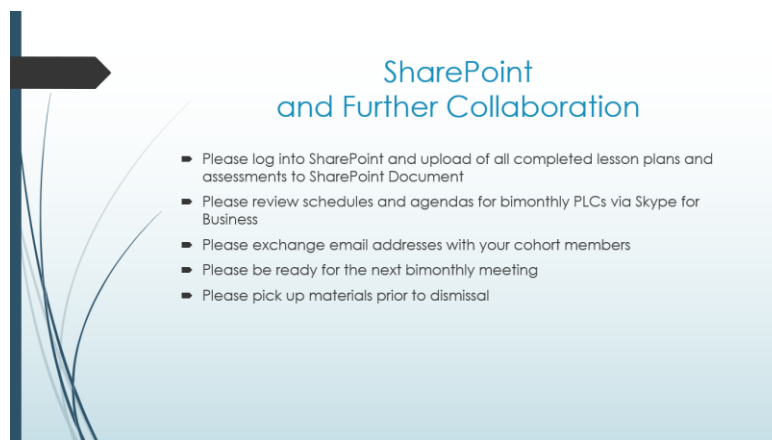 SharePoint
and Further Collaboration
Please log into SharePoint and upload of all completed lesson plans and
assessments to SharePoint Document
Please review schedules and agendas for bimonthly PLCs via Skype for
Business
Please exchange email addresses with your cohort members
Please be ready for the next bimonthly meeting
Please pick up materials prior to dismissal